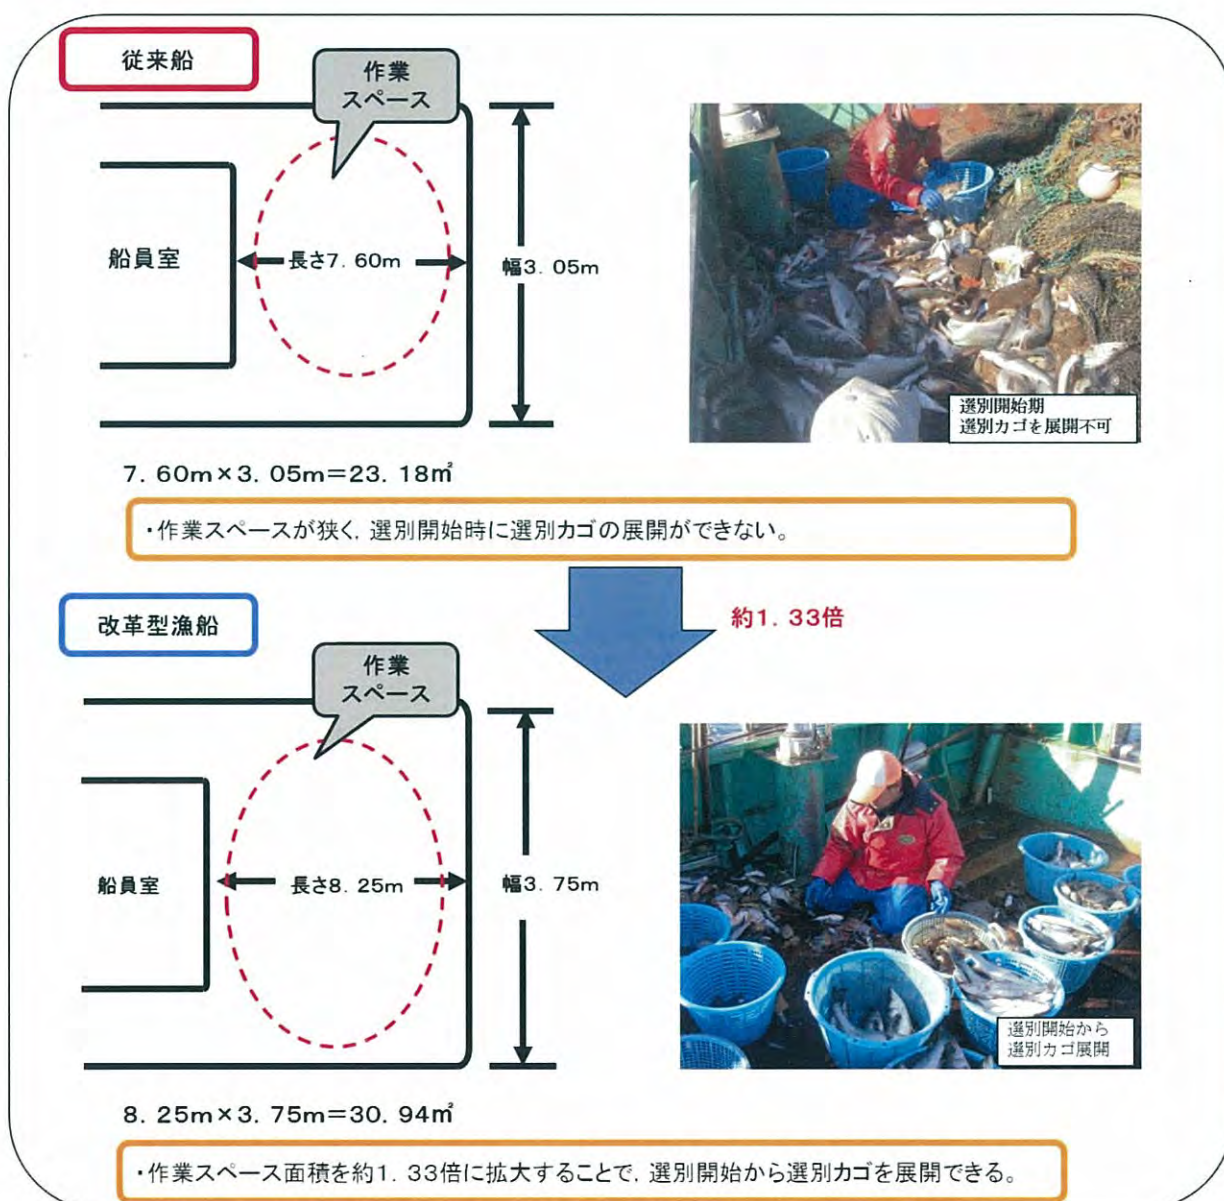 従来船
作業
スペース
船員室
長さ7.60m
幅3.05m
選別開始期
選別カゴを展開不可
7.60m×3.05m=23.18㎡
・作業スペースが狭く,選別開始時に選別カゴの展開ができない。
約1.33倍
改革型漁船
作業
スペース
船員室
長さ8.25m
幅3.75m
選別開始から
選別カゴ展開
8.25m×3.75m=30.94㎡
・作業スペース面積を約1.33倍に拡大することで,選別開始から選別カゴを展開できる。